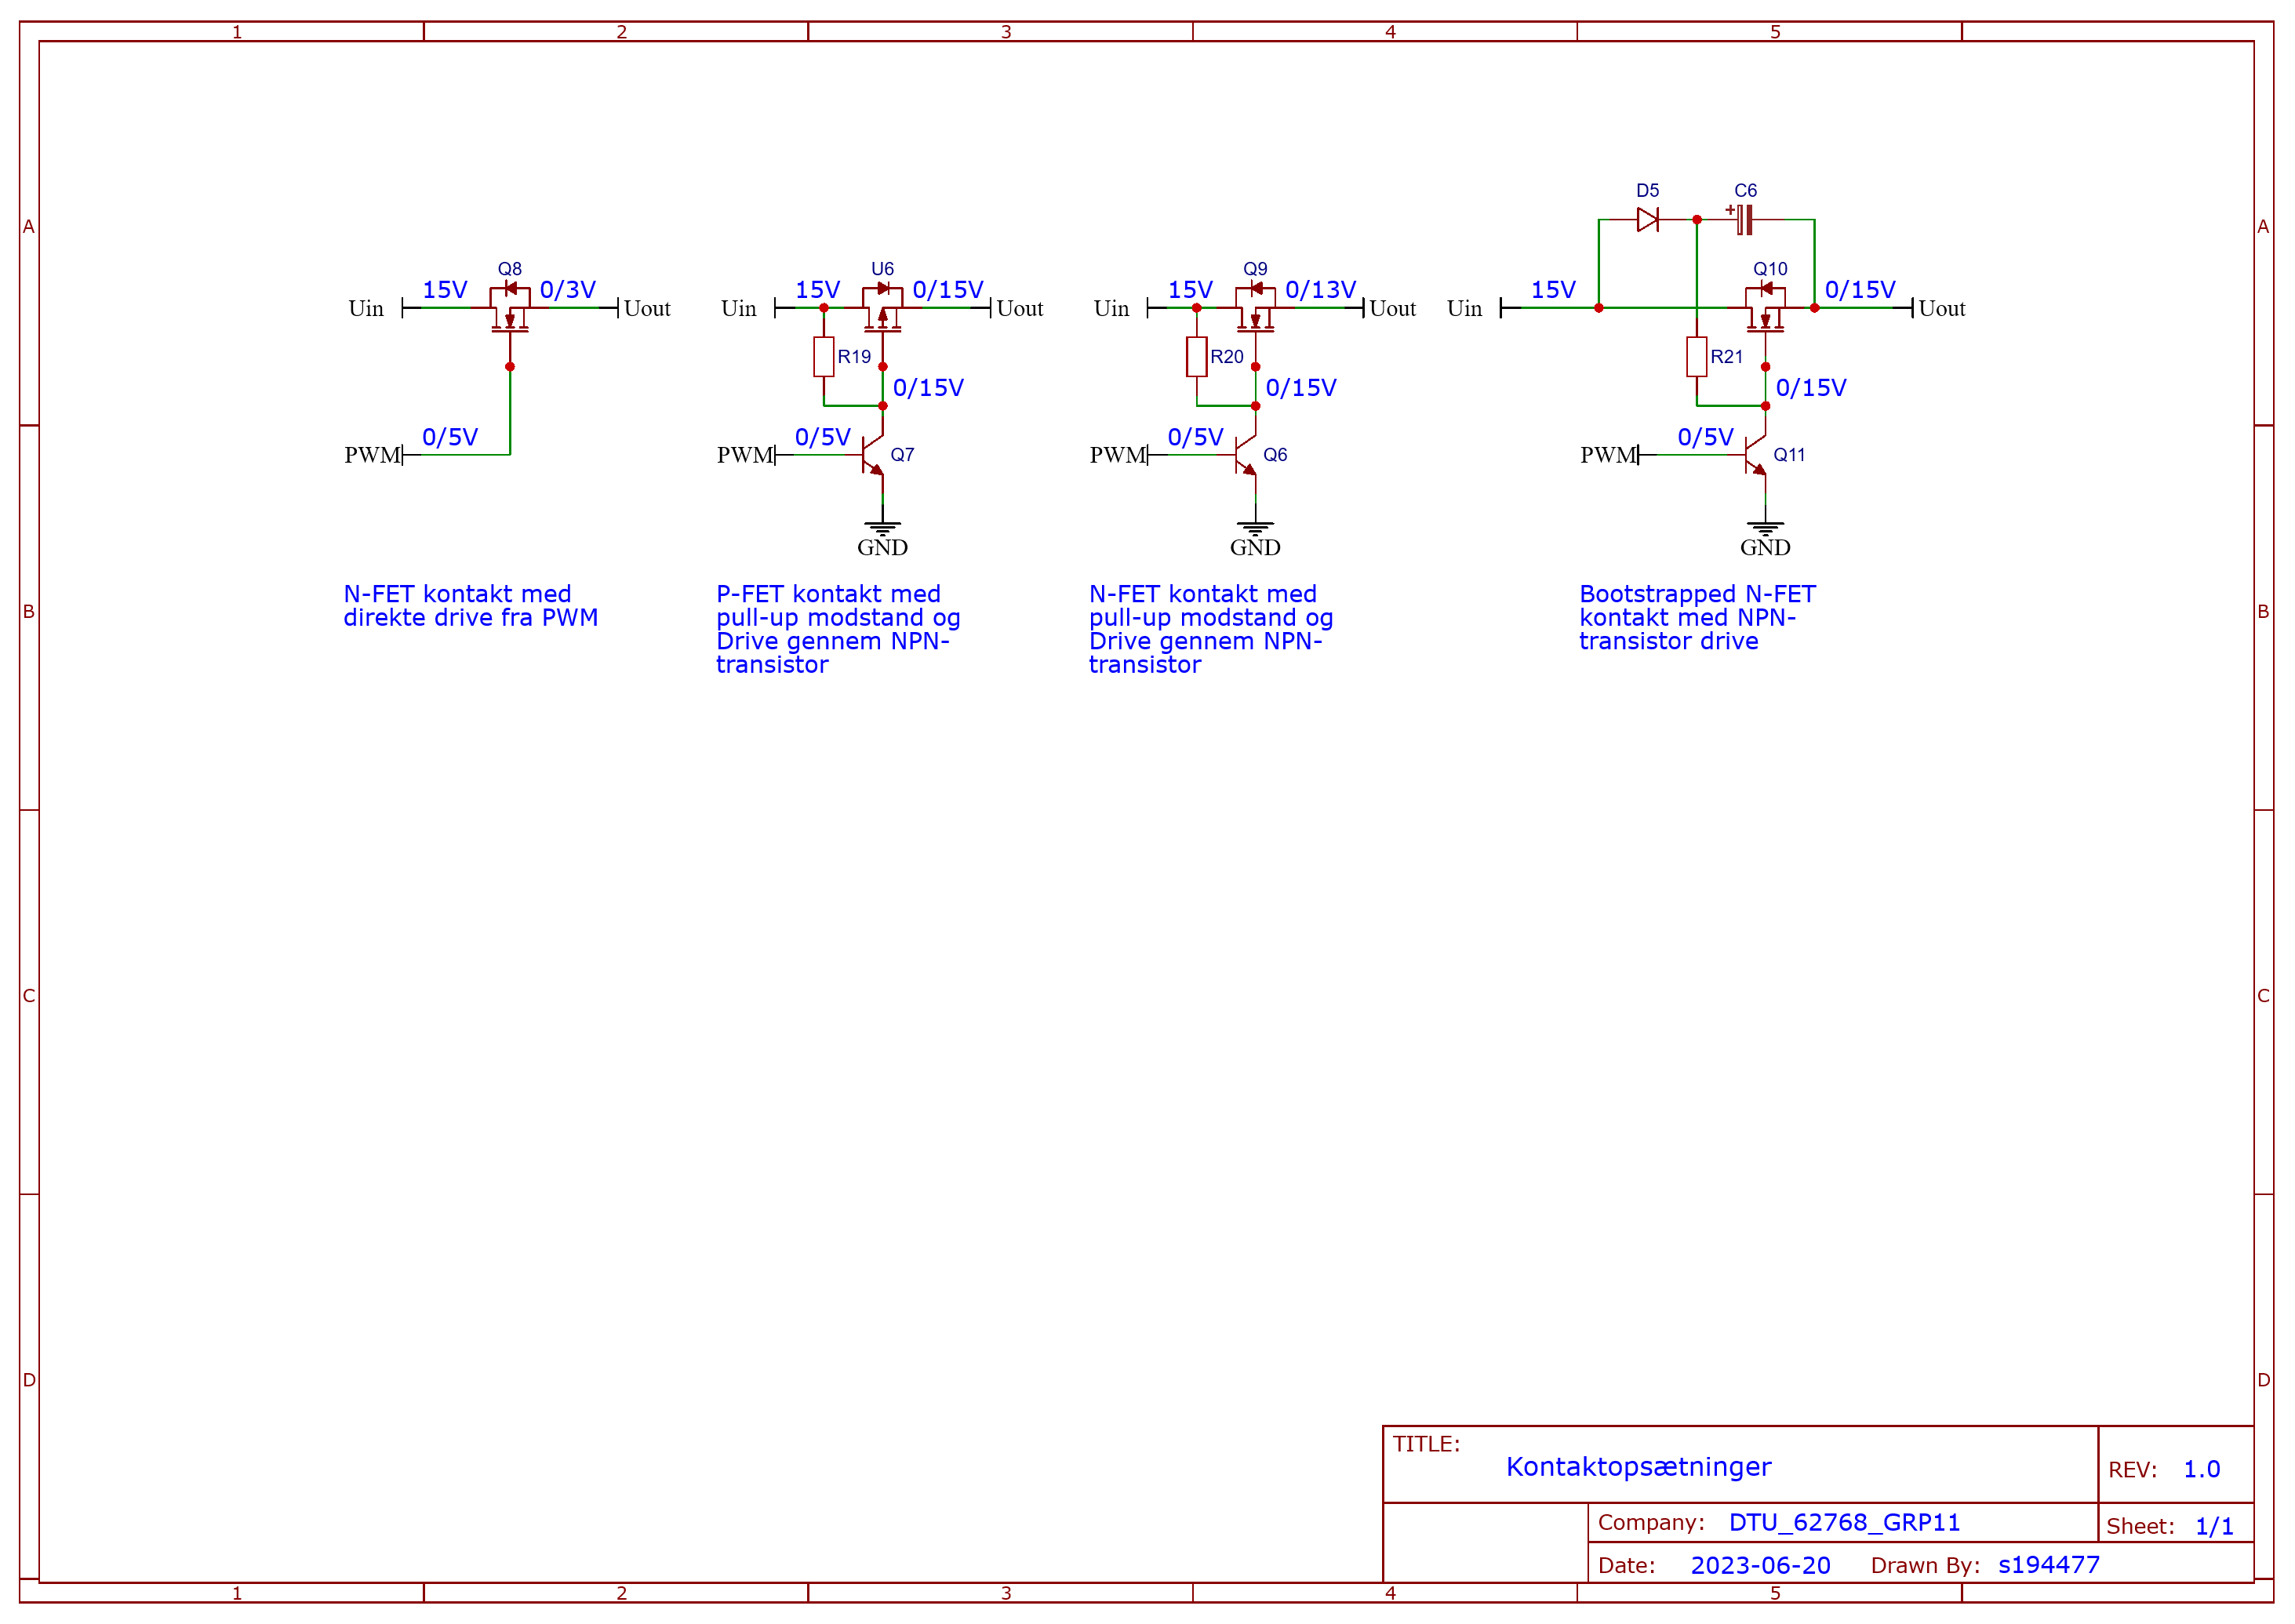 1 2 3 4 5
A A
B B
C C
D D
Q8
15V 0/3V
Uin Uout
0/5V
PWM
N-FET kontakt med
direkte drive fra PWM
U6
15V 0/15V
Uin Uout
R19
0/15V
0/5V
PWM Q7
GND
P-FET kontakt med
pull-up modstand og
Drive gennem NPN-
transistor
Q9
15V 0/13V
Uin Uout
R20
0/15V
0/5V
PWM Q6
GND
N-FET kontakt med
pull-up modstand og
Drive gennem NPN-
transistor
D5 C6
+
Q10
15V 0/15V
Uin Uout
R21
0/15V
0/5V
PWM Q11
GND
Bootstrapped N-FET
kontakt med NPN-
transistor drive
TITLE:
Kontaktopsætninger
REV: 1.0
Company: DTU_62768_GRP11
Sheet: 1/1
Date: 2023-06-20 Drawn By: s194477
1 2 3 4 5